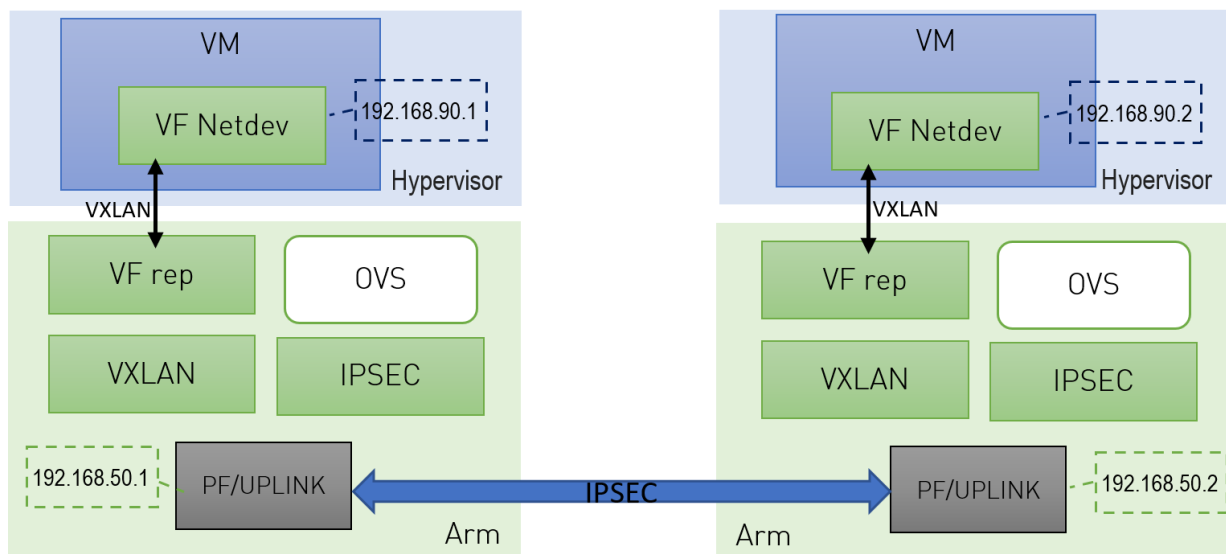 VM
VF Netdev
192.168.90.1
Hypervisor
VXLAN
VF rep
OVS
VXLAN
IPSEC
192.168.50.1
PF/UPLINK
Arm
IPSEC
VM
VF Netdev
192.168.90.2
Hypervisor
VXLAN
VF rep
OVS
VXLAN
IPSEC
PF/UPLINK
192.168.50.2
Arm